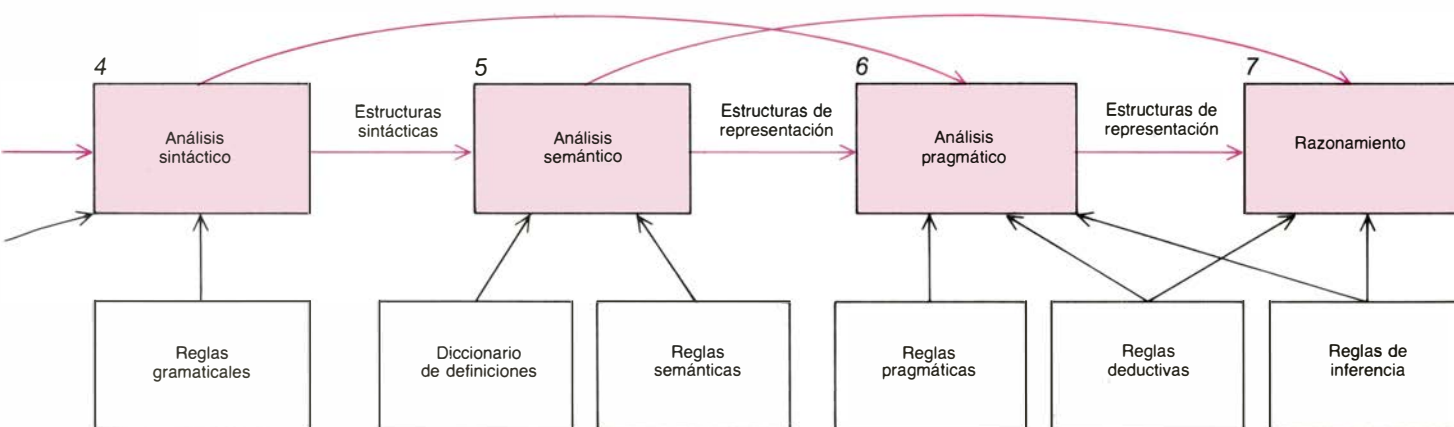 4
5
6
7
Análisis
sintáctico
Estructuras
sintácticas
Análisis
semántico
Estructuras de
representación
Análisis
pragmático
Estructuras de
representación
Razonamiento
Reglas
gramaticales
Diccionario
de definiciones
Reglas
semánticas
Reglas
pragmáticas
Reglas
deductivas
Reglas de
inferencia